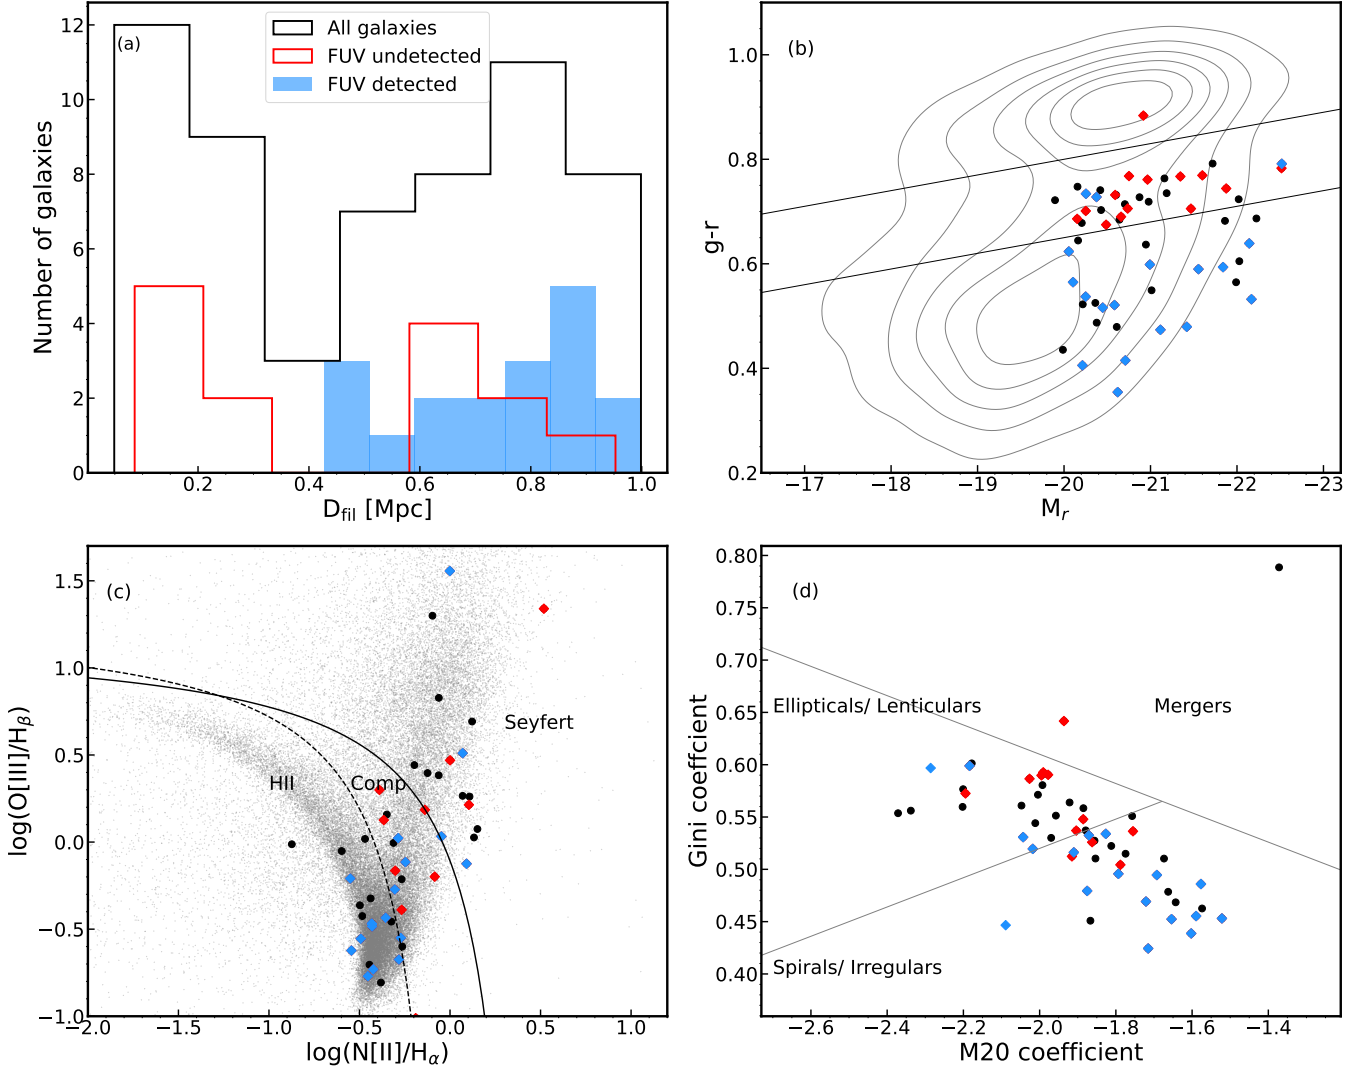 12
10
8
6
4
2
0
Number of galaxies
(a)
All galaxies
FUV undetected
FUV detected
0.2
0.4
0.6
0.8
1.0
D_fil [Mpc]
1.0
0.8
0.6
0.4
0.2
g-r
(b)
−17
−18
−19
−20
−21
−22
−23
M_r
1.5
1.0
0.5
0.0
−0.5
−1.0
log(O[III]/H_β)
(c)
HII
Comp
Seyfert
−2.0
−1.5
−1.0
−0.5
0.0
0.5
1.0
log(N[II]/H_α)
0.80
0.75
0.70
0.65
0.60
0.55
0.50
0.45
0.40
Gini coeffcient
(d)
Ellipticals/ Lenticulars
Mergers
Spirals/ Irregulars
−2.6
−2.4
−2.2
−2.0
−1.8
−1.6
−1.4
M20 coefficient